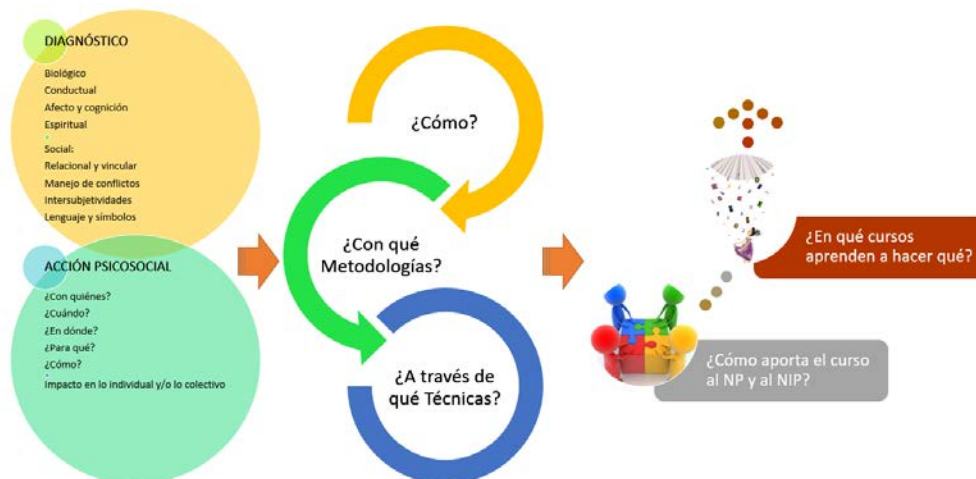 DIAGNÓSTICO
Biológico
Conductual
Afecto y cognición
Espiritual
Social:
Relacional y vincular
Manejo de conflictos
Intersubjetividades
Lenguaje y símbolos
ACCIÓN PSICOSOCIAL
¿Con quiénes?
¿Cuándo?
¿En dónde?
¿Para qué?
¿Cómo?
Impacto en lo individual y/o lo colectivo
¿Cómo?
¿Con qué
Metodologías?
¿A través de
qué Técnicas?
¿En qué cursos
aprenden a hacer qué?
¿Cómo aporta el curso
al NP y al NIP?